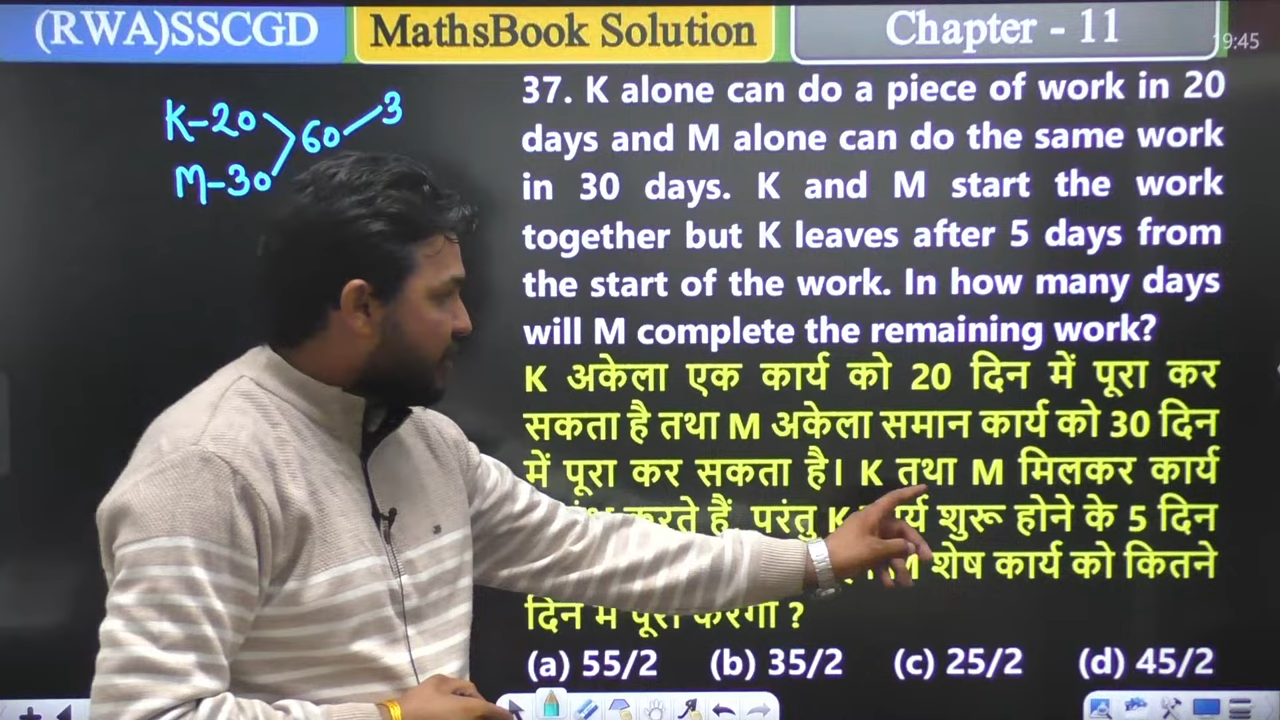 (RWA)SSCGD MathsBook Solution Chapter - 11
19:45
K-20
M-30
60
3
37. K alone can do a piece of work in 20
days and M alone can do the same work
in 30 days. K and M start the
work together but K leaves after 5 days from
the start of the work. In how many days
will M complete the remaining work?
K अकेला एक कार्य को 20 दिन में पूरा कर
सकता है तथा M अकेला समान कार्य को 30 दिन
में पूरा कर सकता है। K तथा M मिलकर कार्य
करते हैं, परंतु K शुरू होने के 5 दिन
शेष कार्य को कितने
दिन में पूरा करेगा ?
(a) 55/2 (b) 35/2 (c) 25/2 (d) 45/2